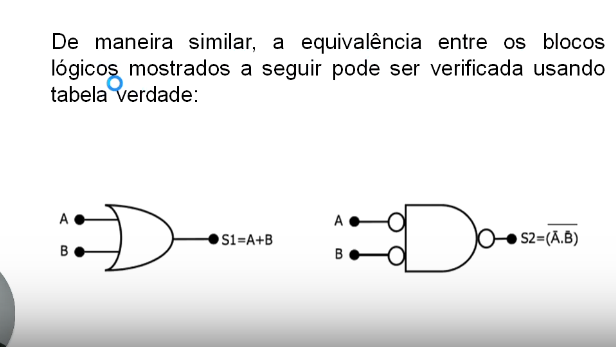 De maneira similar, a equivalência entre os blocos
lógicos mostrados a seguir pode ser verificada usando
tabela verdade:
A
B
S1=A+B
A
B
S2=(Ā.B̄)